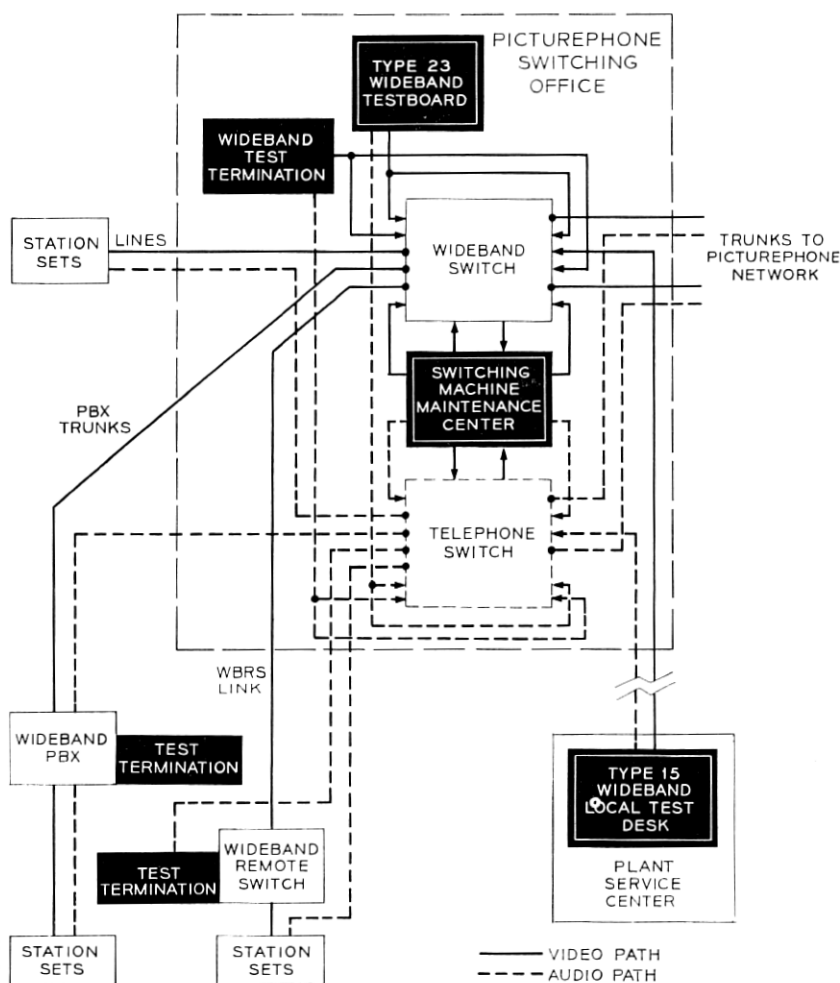 PICTUREPHONE
SWITCHING
OFFICE
TYPE 23
WIDEBAND
TESTBOARD
WIDEBAND
TEST
TERMINATION
STATION
SETS
LINES
WIDEBAND
SWITCH
TRUNKS TO
PICTUREPHONE
NETWORK
SWITCHING
MACHINE
MAINTENANCE
CENTER
PBX
TRUNKS
TELEPHONE
SWITCH
WBRS
LINK
WIDEBAND
PBX
TEST
TERMINATION
TYPE 15
WIDEBAND
LOCAL TEST
DESK
WIDEBAND
REMOTE
SWITCH
TEST
TERMINATION
PLANT
SERVICE
CENTER
STATION
SETS
STATION
SETS
VIDEO PATH
AUDIO PATH